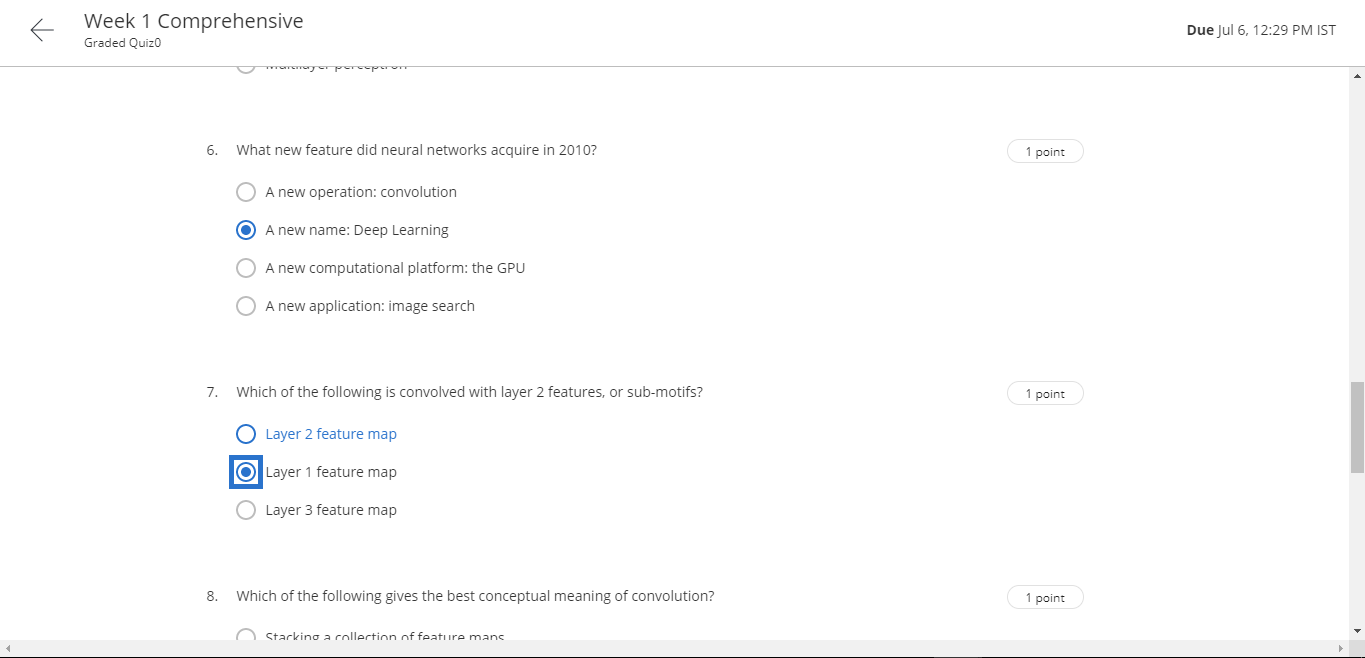 Week 1 Comprehensive
Graded Quiz0
Due Jul 6, 12:29 PM IST
Multilayer perceptron
6. What new feature did neural networks acquire in 2010?
1 point
A new operation: convolution
A new name: Deep Learning
A new computational platform: the GPU
A new application: image search
7. Which of the following is convolved with layer 2 features, or sub-motifs?
1 point
Layer 2 feature map
Layer 1 feature map
Layer 3 feature map
8. Which of the following gives the best conceptual meaning of convolution?
1 point
Stacking a collection of feature maps